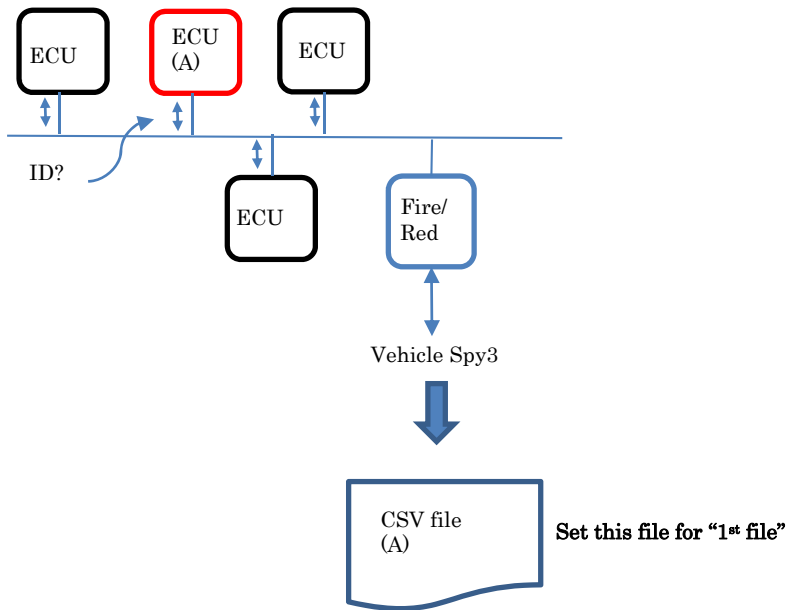 ECU
ECU
(A)
ECU
ID?
ECU
Fire/
Red
Vehicle Spy3
CSV file
(A)
Set this file for “1st file”